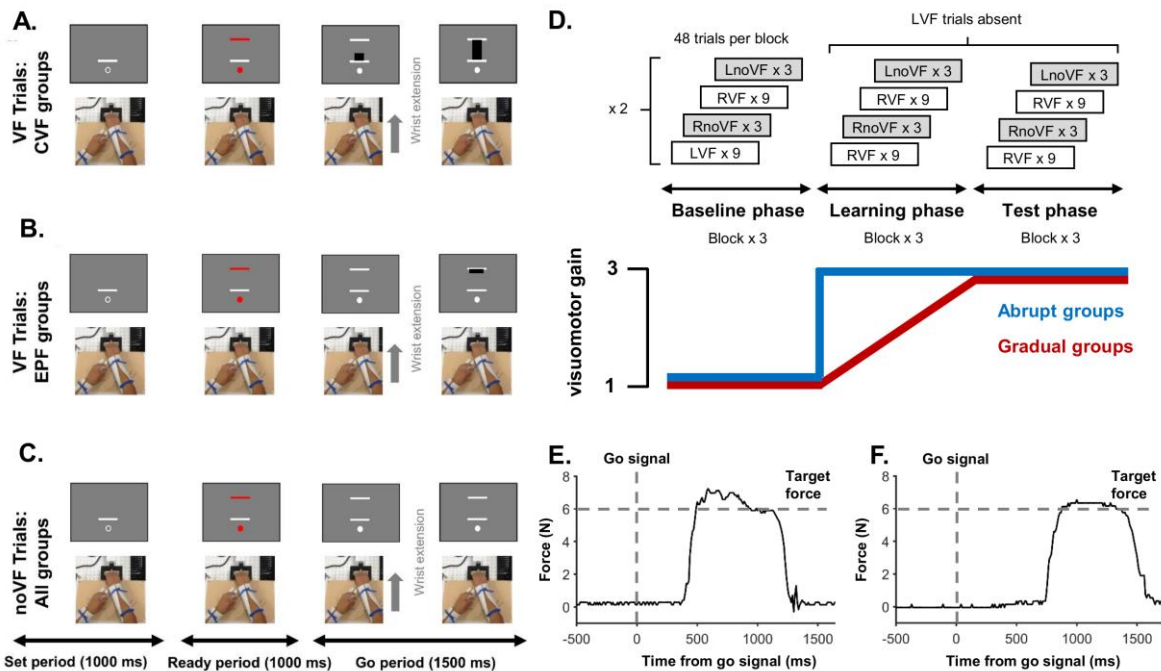 A.
VF Trials:
CVF groups
Wrist extension
B.
VF Trials:
EPF groups
Wrist extension
C.
noVF Trials:
All groups
Wrist extension
Set period (1000 ms)
Ready period (1000 ms)
Go period (1500 ms)
D.
LVF trials absent
48 trials per block
x 2
LnoVF x 3
RVF x 9
RnoVF x 3
LVF x 9
LnoVF x 3
RVF x 9
RnoVF x 3
RVF x 9
LnoVF x 3
RVF x 9
RnoVF x 3
RVF x 9
Baseline phase
Learning phase
Test phase
Block x 3
Block x 3
Block x 3
visuomotor gain
3
1
Abrupt groups
Gradual groups
E.
Go signal
Target
force
Force (N)
8
6
4
2
0
-500 0 500 1000 1500
Time from go signal (ms)
F.
Go signal
Target
force
Force (N)
8
6
4
2
0
-500 0 500 1000 1500
Time from go signal (ms)